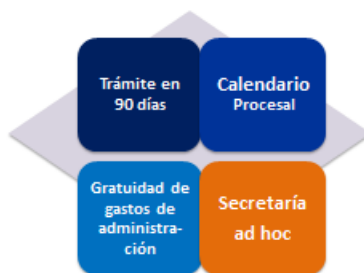 Trámite en
90 días
Calendario
Procesal
Gratuidad de
gastos de
administra-
ción
Secretaría
ad hoc